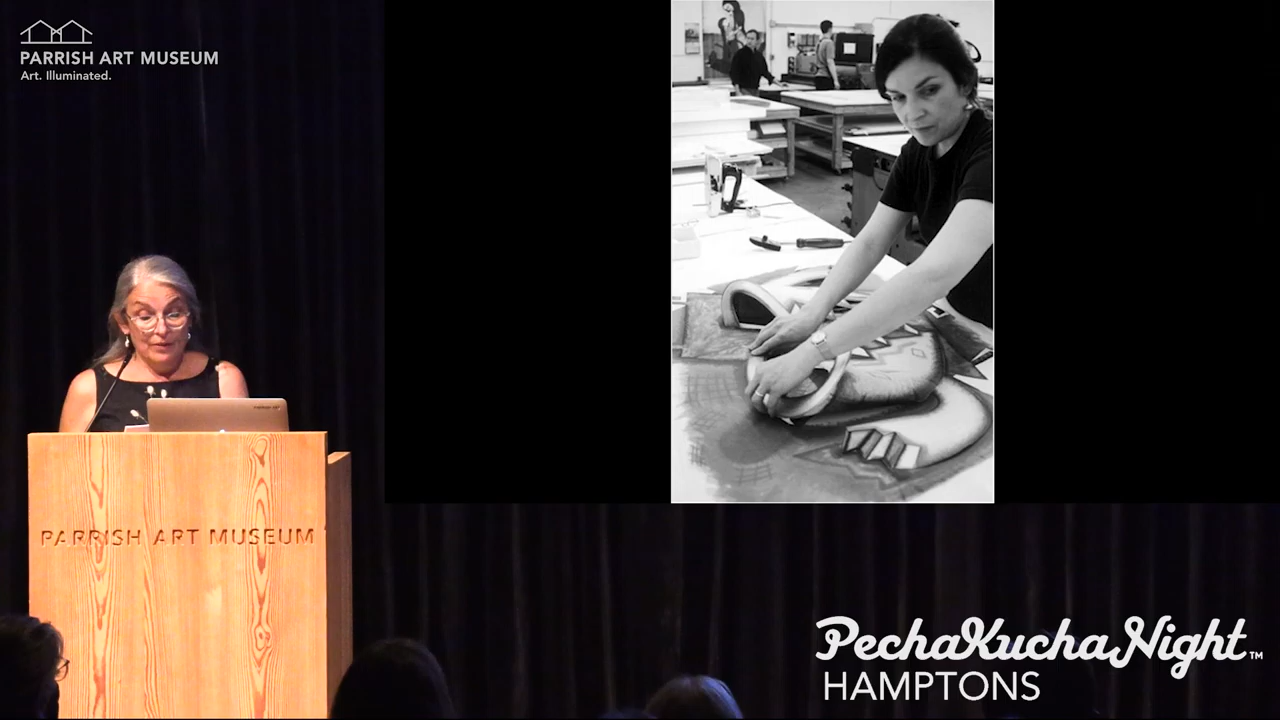 PARRISH ART MUSEUM
Art. Illuminated.
PARRISH ART MUSEUM
PechaKuchaNight™
HAMPTONS